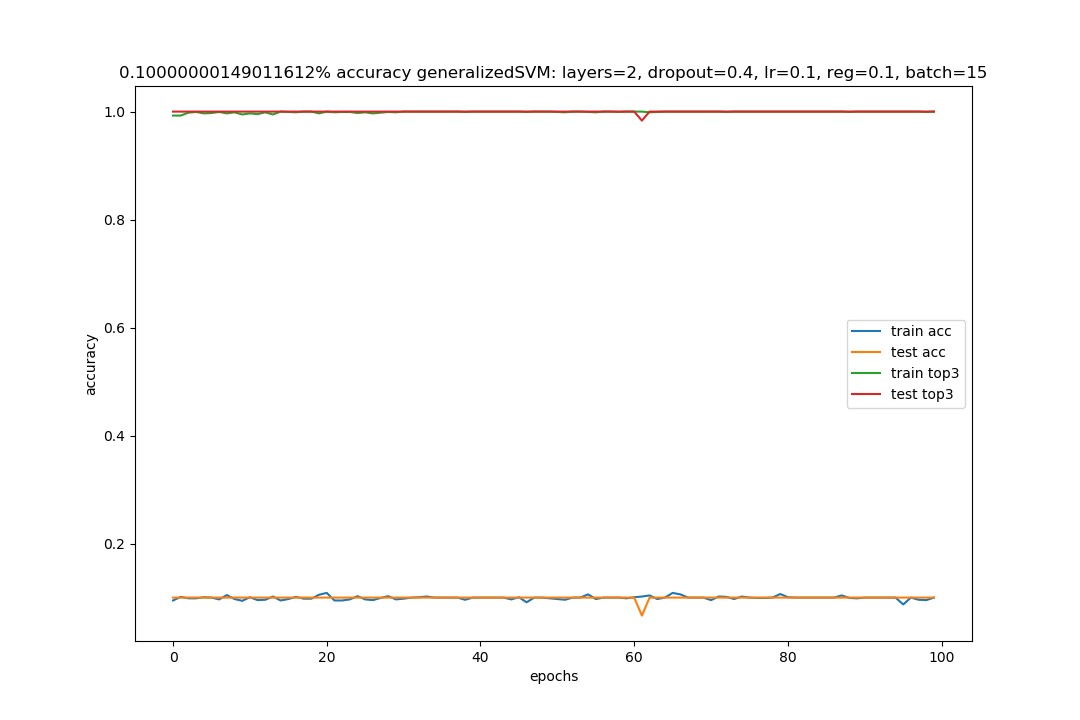 0.10000000149011612% accuracy generalizedSVM: layers=2, dropout=0.4, lr=0.1, reg=0.1, batch=15
1.0
0.8
0.6
0.4
0.2
accuracy
train acc
test acc
train top3
test top3
0 20 40 60 80 100
epochs